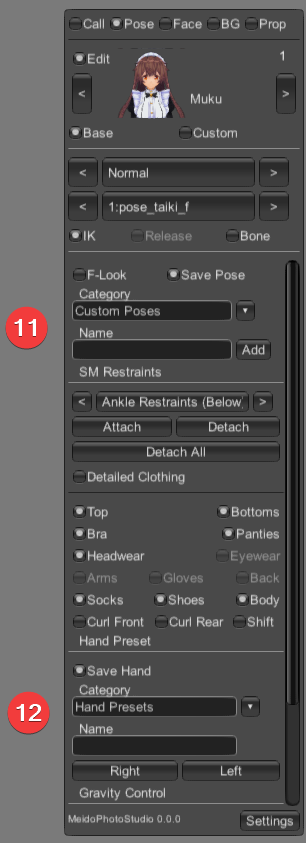 Call Pose Face BG Prop
Edit 1
< Muku >
Base Custom
< Normal >
< 1:pose_taiki_f >
IK Release Bone
F-Look Save Pose
Category
11 Custom Poses ▼
Name
Add
SM Restraints
< Ankle Restraints (Below) >
Attach Detach
Detach All
Detailed Clothing
Top Bottoms
Bra Panties
Headwear Eyewear
Arms Gloves Back
Socks Shoes Body
Curl Front Curl Rear Shift
Hand Preset
Save Hand
Category
12 Hand Presets ▼
Name
Right Left
Gravity Control
MeidoPhotoStudio 0.0.0 Settings